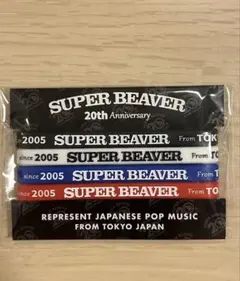 SUPER BEAVER
20th Anniversary
2005 SUPER BEAVER From TOK
since 2005 SUPER BEAVER
since 2005 SUPER BEAVER From
since 2005 SUPER BEAVER From TO
REPRESENT JAPANESE POP MUSIC
FROM TOKYO JAPAN